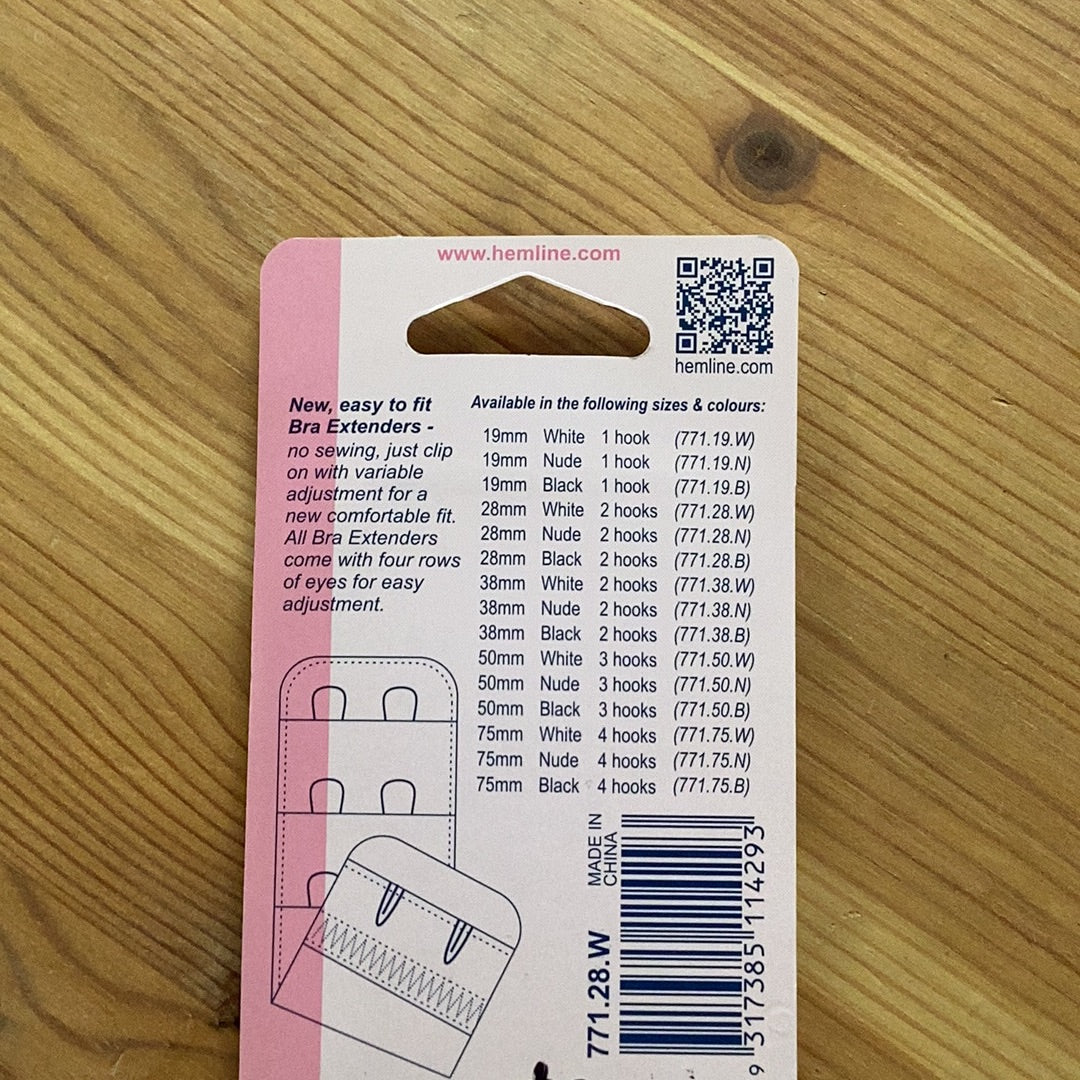 www.hemline.com
hemline.com
New, easy to fit
Bra Extenders -
no sewing, just clip
on with variable
adjustment for a
new comfortable fit.
All Bra Extenders
come with four rows
of eyes for easy
adjustment.
Available in the following sizes & colours:
19mm White 1 hook (771.19.W)
19mm Nude 1 hook (771.19.N)
19mm Black 1 hook (771.19.B)
28mm White 2 hooks (771.28.W)
28mm Nude 2 hooks (771.28.N)
28mm Black 2 hooks (771.28.B)
38mm White 2 hooks (771.38.W)
38mm Nude 2 hooks (771.38.N)
38mm Black 2 hooks (771.38.B)
50mm White 3 hooks (771.50.W)
50mm Nude 3 hooks (771.50.N)
50mm Black 3 hooks (771.50.B)
75mm White 4 hooks (771.75.W)
75mm Nude 4 hooks (771.75.N)
75mm Black 4 hooks (771.75.B)
MADE IN
CHINA
771.28.W
9 317385 114293